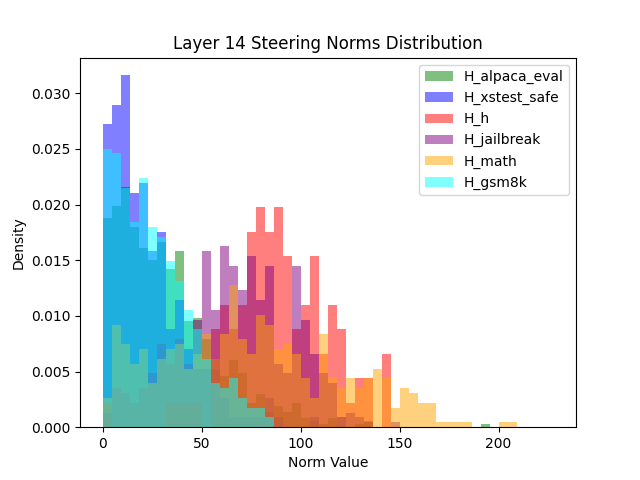 Layer 14 Steering Norms Distribution
H_alpaca_eval
H_xstest_safe
H_h
H_jailbreak
H_math
H_gsm8k
0.030
0.025
0.020
0.015
0.010
0.005
0.000
Density
0 50 100 150 200
Norm Value